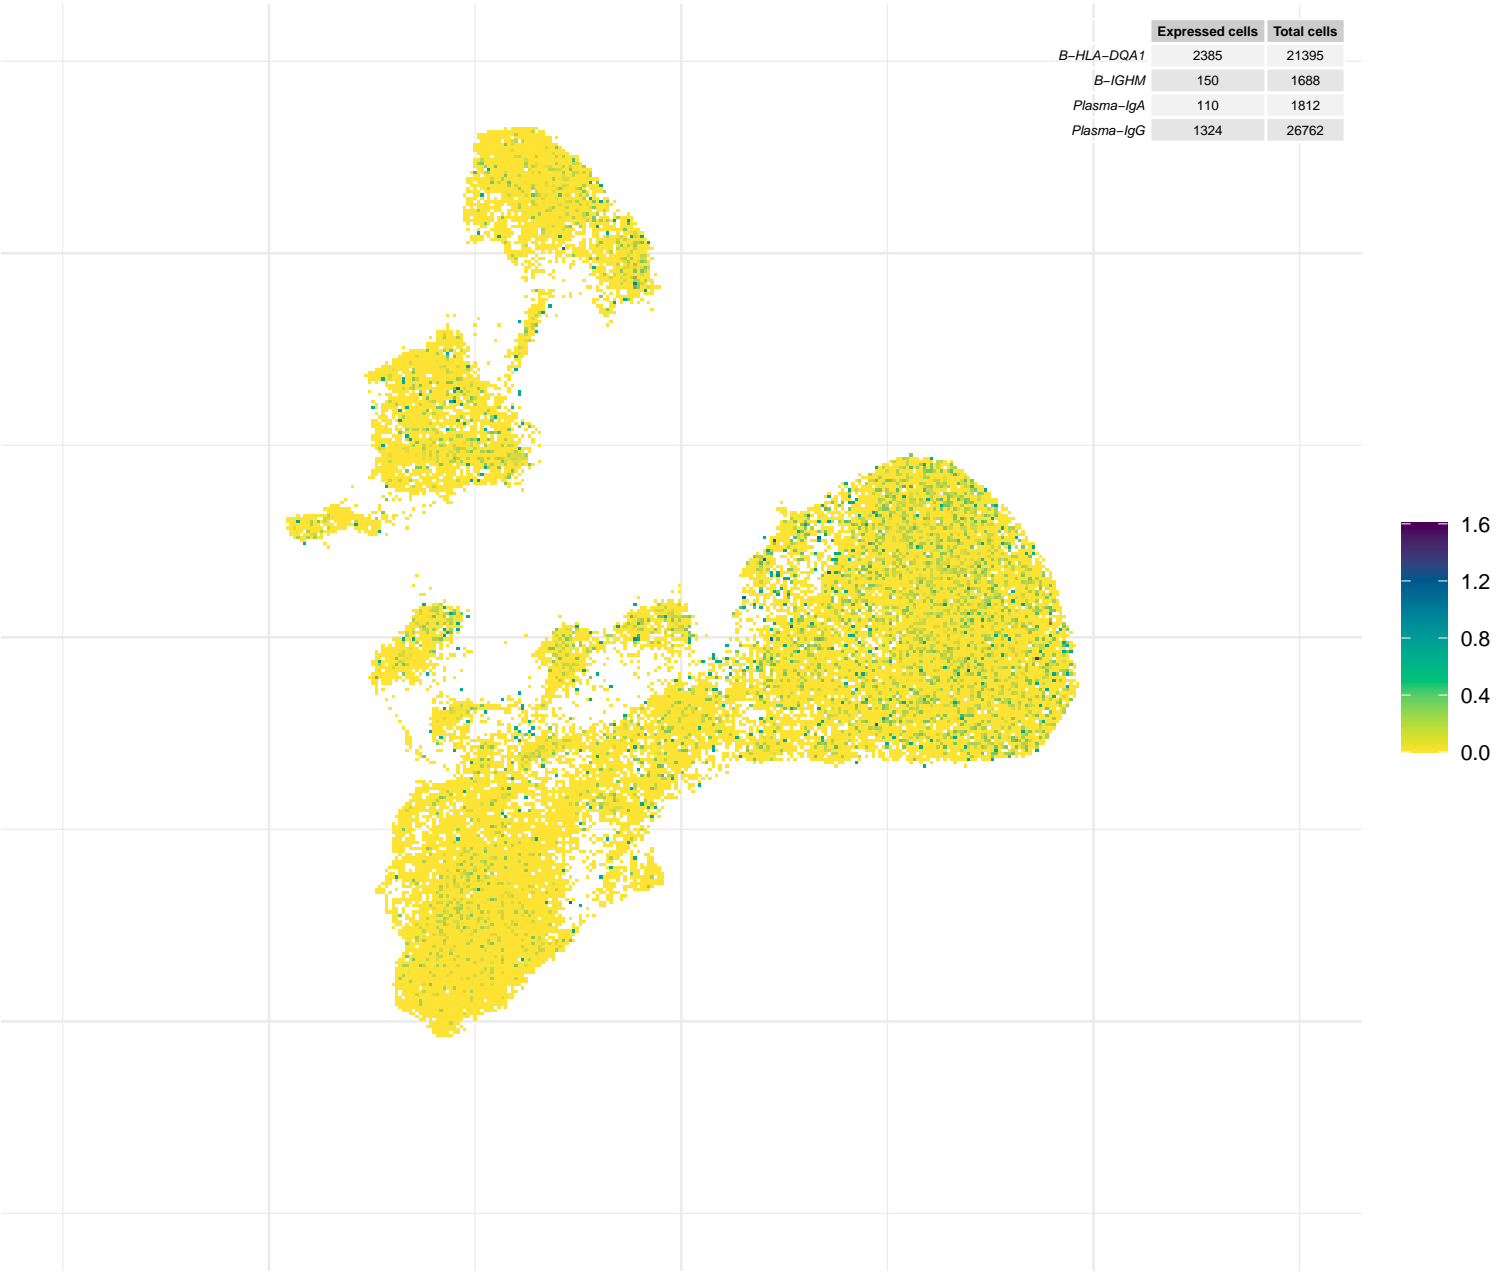 Expressed cells Total cells
B−HLA−DQA1 2385 21395
B−IGHM 150 1688
Plasma−IgA 110 1812
Plasma−IgG 1324 26762
1.6
1.2
0.8
0.4
0.0